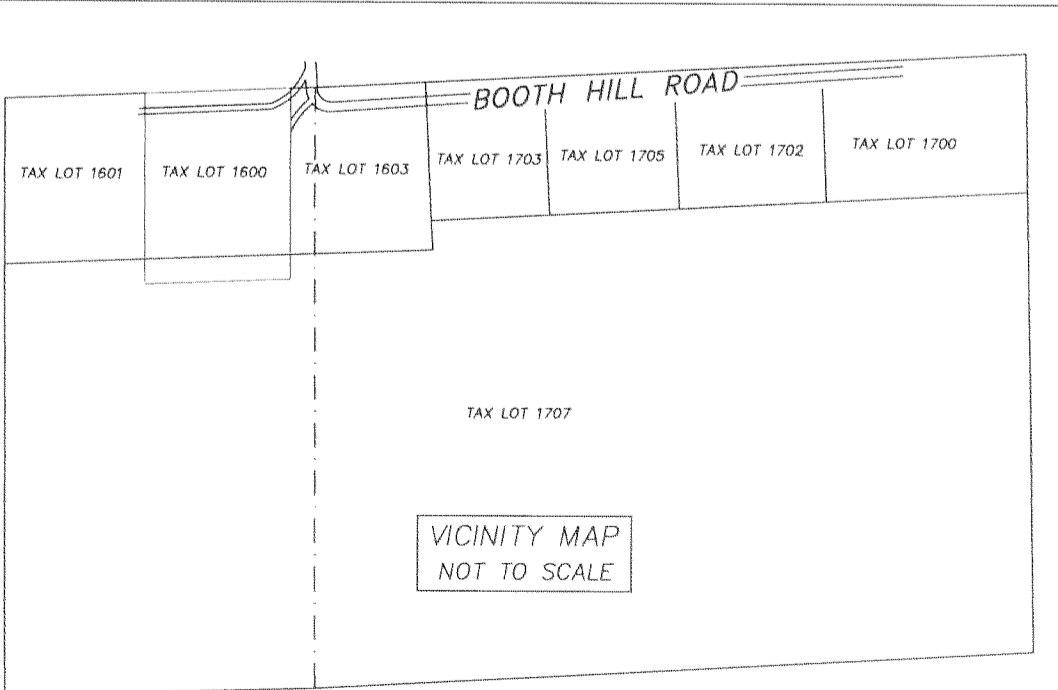 BOOTH HILL ROAD
TAX LOT 1601
TAX LOT 1600
TAX LOT 1603
TAX LOT 1703
TAX LOT 1705
TAX LOT 1702
TAX LOT 1700
TAX LOT 1707
VICINITY MAP
NOT TO SCALE